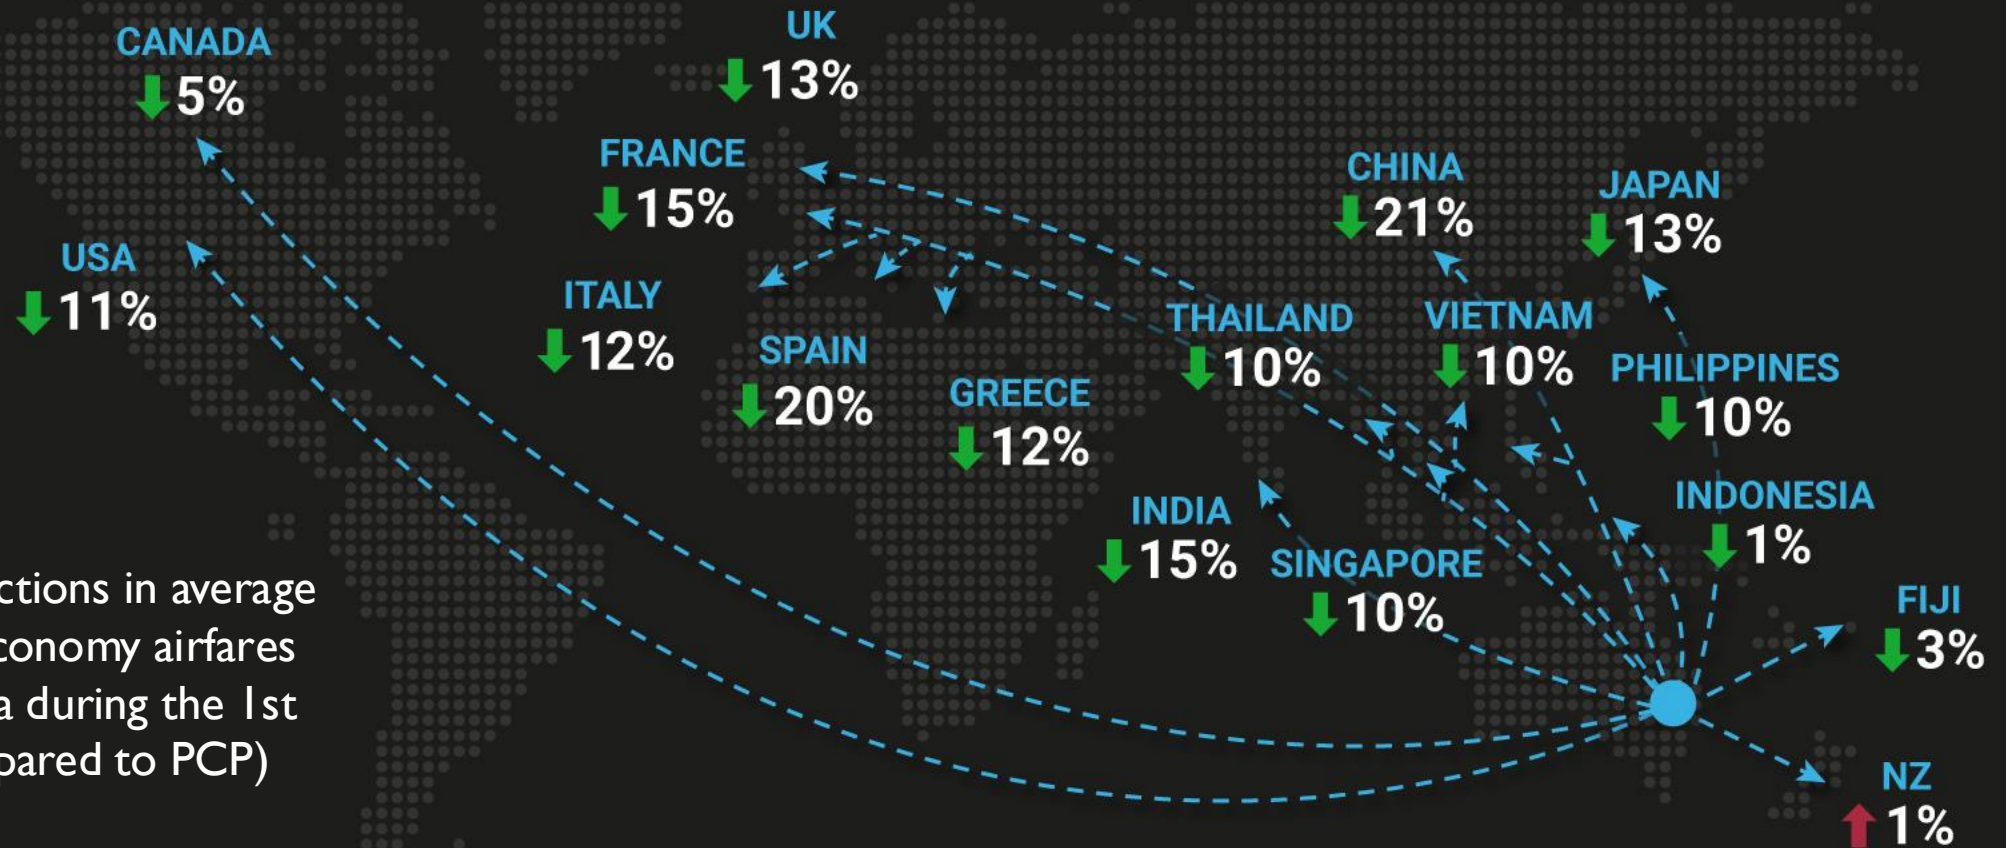 CANADA
5%
UK
13%
FRANCE
15%
CHINA
21%
JAPAN
13%
USA
11%
ITALY
12%
SPAIN
20%
GREECE
12%
THAILAND
10%
VIETNAM
10%
PHILIPPINES
10%
INDIA
15%
SINGAPORE
10%
INDONESIA
1%
FIJI
3%
NZ
1%
ctions in average
conomy airfares
a during the 1st
pared to PCP)